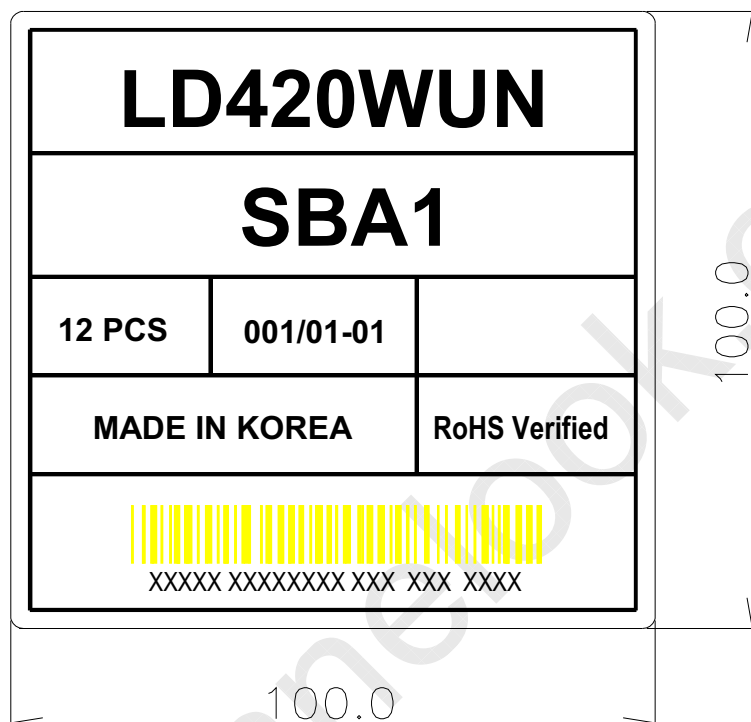 LD420WUN
SBA1
12 PCS 001/01-01
MADE IN KOREA RoHS Verified
XXXXX XXXXXXXX XXX XXX XXXX
100.0
100.0
enelook